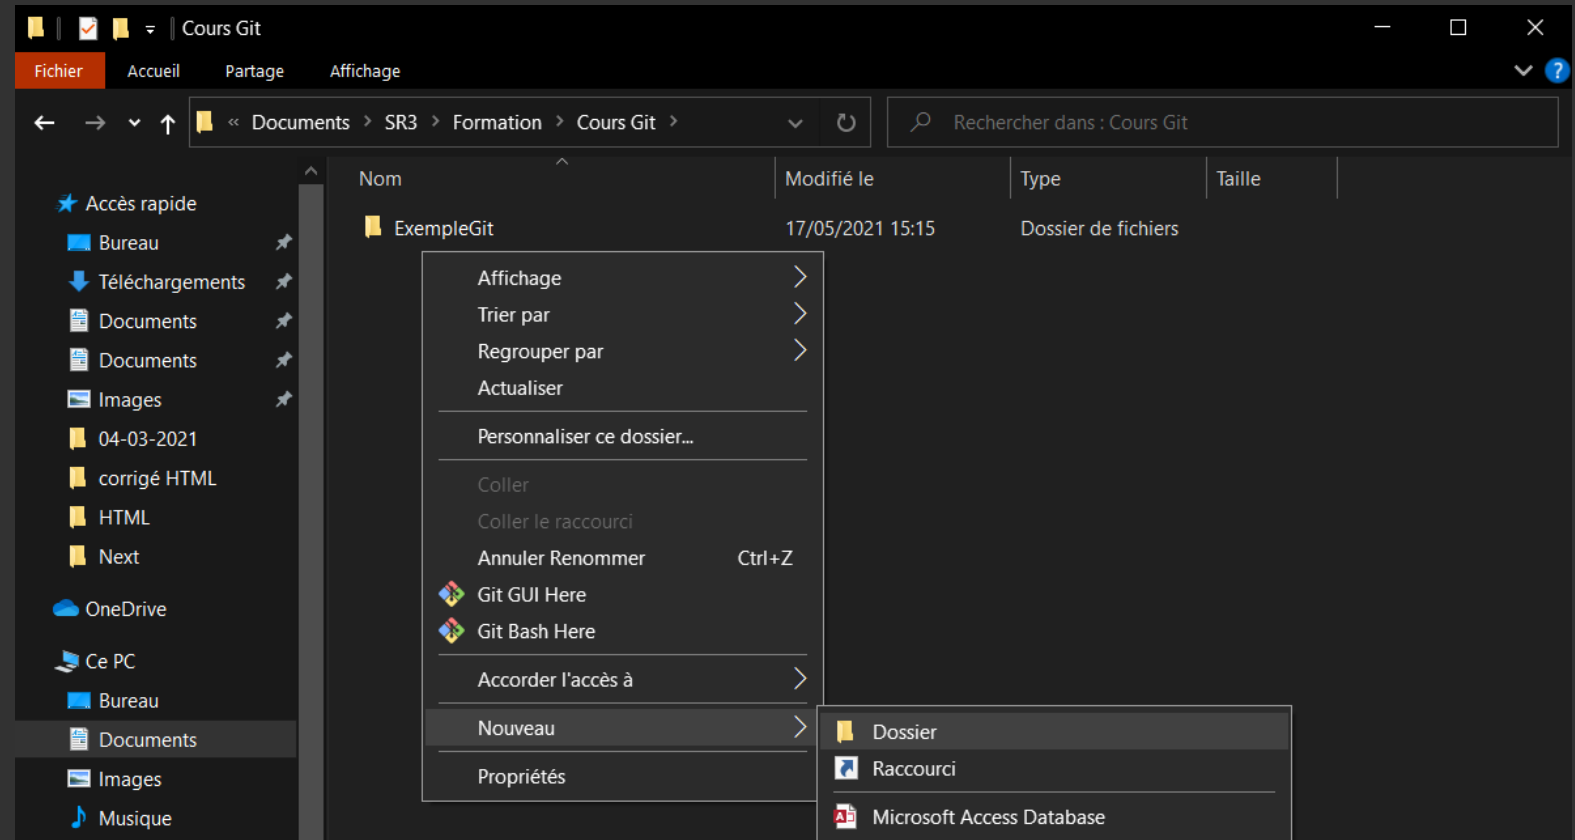 Cours Git
Fichier Accueil Partage Affichage
« Documents > SR3 > Formation > Cours Git > Rechercher dans : Cours Git
Nom Modifié le Type Taille
Accès rapide
ExempleGit 17/05/2021 15:15 Dossier de fichiers
Bureau
Téléchargements
Documents
Documents
Images
04-03-2021
corrigé HTML
HTML
Next
OneDrive
Ce PC
Bureau
Documents
Images
Musique
Affichage
Trier par
Regrouper par
Actualiser
Personnaliser ce dossier...
Coller
Coller le raccourci
Annuler Renommer Ctrl+Z
Git GUI Here
Git Bash Here
Accorder l'accès à
Nouveau
Propriétés
Dossier
Raccourci
Microsoft Access Database